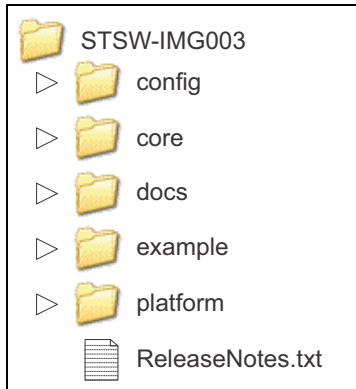 STSW-IMG003
config
core
docs
example
platform
ReleaseNotes.txt